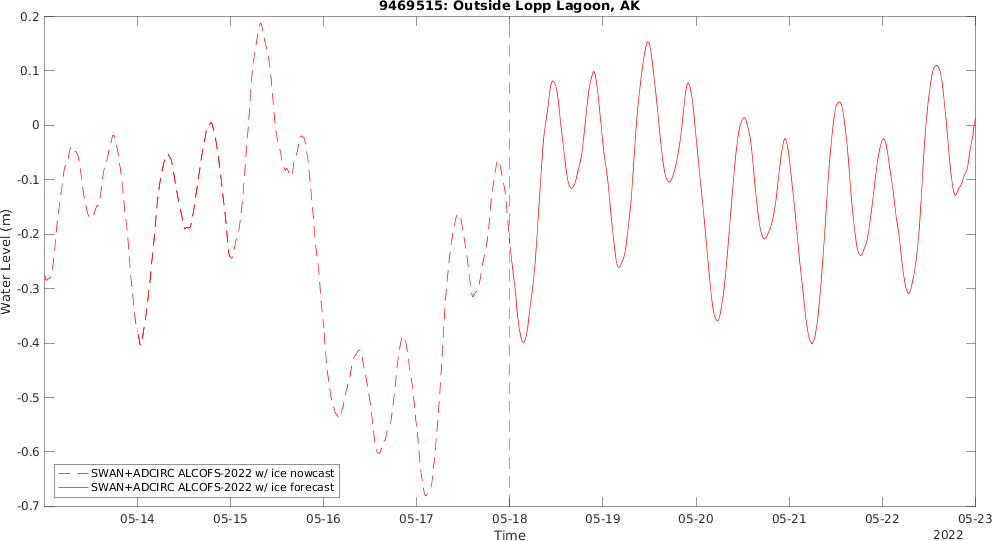 9469515: Outside Lopp Lagoon, AK
0.2
0.1
0
-0.1
-0.2
-0.3
-0.4
-0.5
-0.6
-0.7
Water Level (m)
SWAN+ADCIRC ALCOFS-2022 w/ ice nowcast
SWAN+ADCIRC ALCOFS-2022 w/ ice forecast
05-14 05-15 05-16 05-17 05-18 05-19 05-20 05-21 05-22 05-23
Time
2022